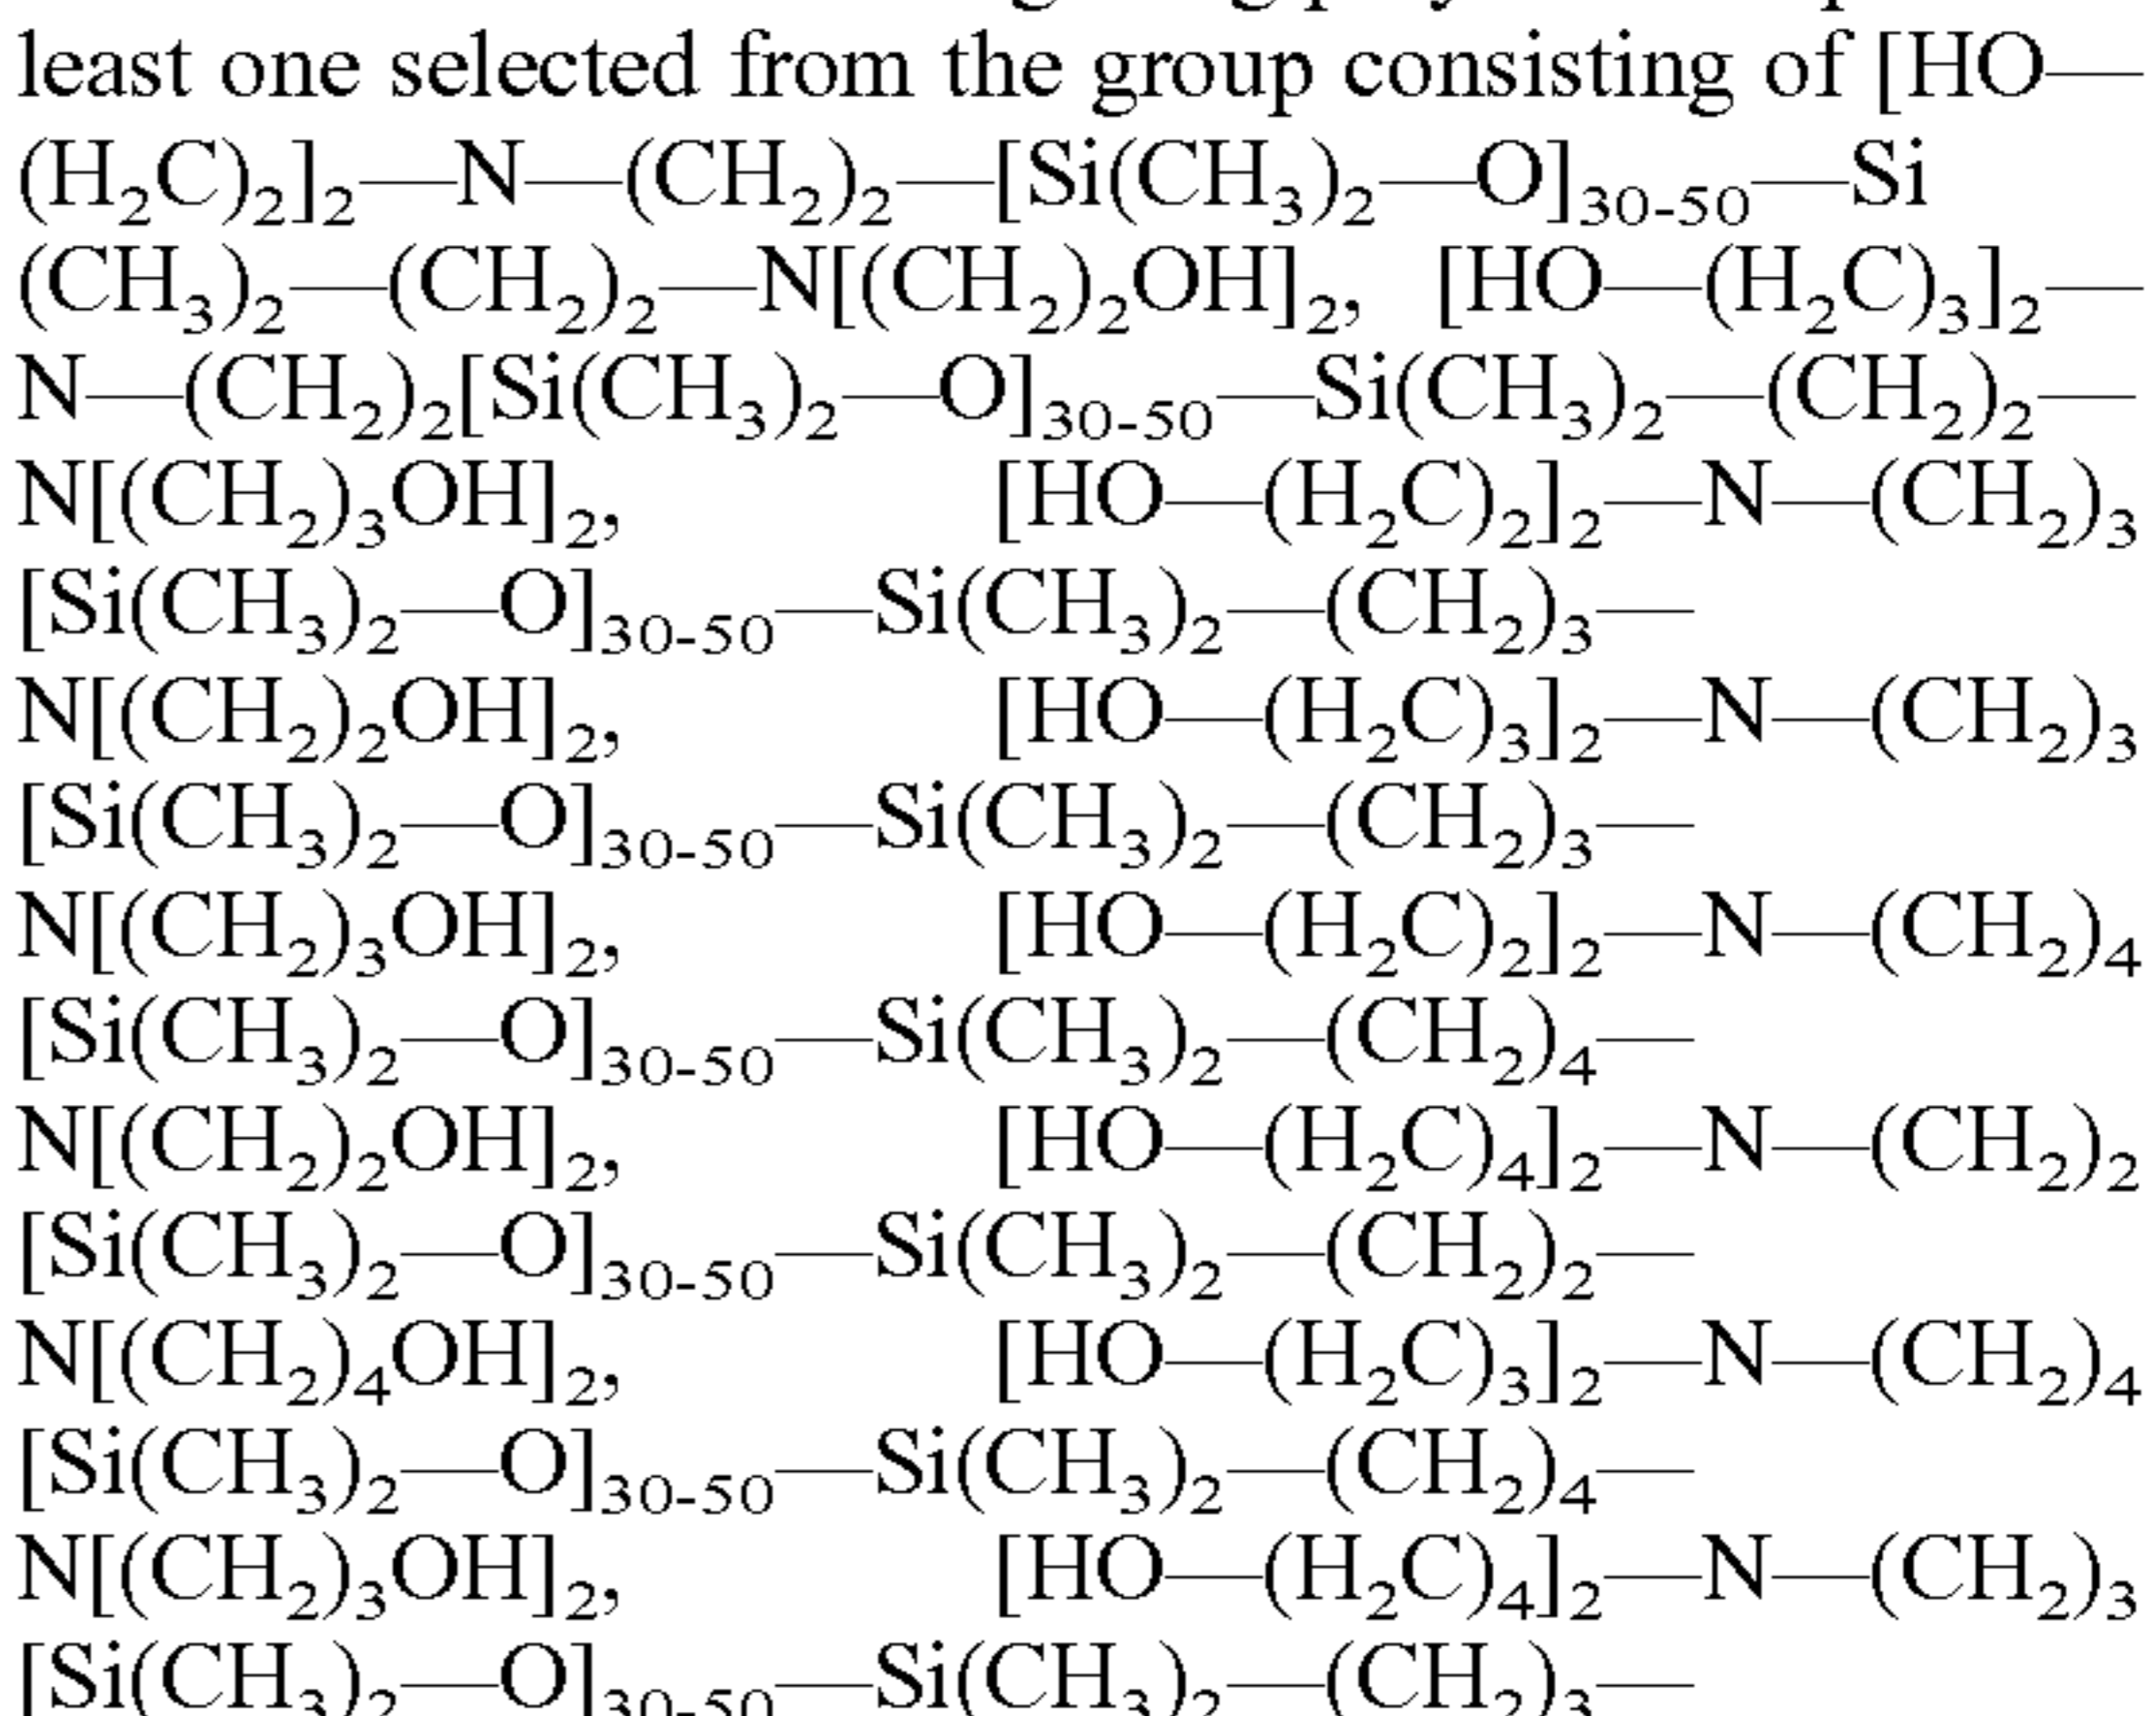 least one selected from the group consisting of [HO—
(H₂C)₂]₂—N—(CH₂)₂—[Si(CH₃)₂—O]₃₀₋₅₀—Si
(CH₃)₂—(CH₂)₂—N[(CH₂)₂OH]₂, [HO—(H₂C)₃]₂—
N—(CH₂)₂[Si(CH₃)₂—O]₃₀₋₅₀—Si(CH₃)₂—(CH₂)₂—
N[(CH₂)₃OH]₂, [HO—(H₂C)₂]₂—N—(CH₂)₃
[Si(CH₃)₂—O]₃₀₋₅₀—Si(CH₃)₂—(CH₂)₃—
N[(CH₂)₂OH]₂, [HO—(H₂C)₃]₂—N—(CH₂)₃
[Si(CH₃)₂—O]₃₀₋₅₀—Si(CH₃)₂—(CH₂)₃—
N[(CH₂)₃OH]₂, [HO—(H₂C)₂]₂—N—(CH₂)₄
[Si(CH₃)₂—O]₃₀₋₅₀—Si(CH₃)₂—(CH₂)₄—
N[(CH₂)₂OH]₂, [HO—(H₂C)₄]₂—N—(CH₂)₂
[Si(CH₃)₂—O]₃₀₋₅₀—Si(CH₃)₂—(CH₂)₂—
N[(CH₂)₄OH]₂, [HO—(H₂C)₃]₂—N—(CH₂)₄
[Si(CH₃)₂—O]₃₀₋₅₀—Si(CH₃)₂—(CH₂)₄—
N[(CH₂)₃OH]₂, [HO—(H₂C)₄]₂—N—(CH₂)₃
[Si(CH₃)₂—O]₃₀₋₅₀—Si(CH₃)₂—(CH₂)₃—